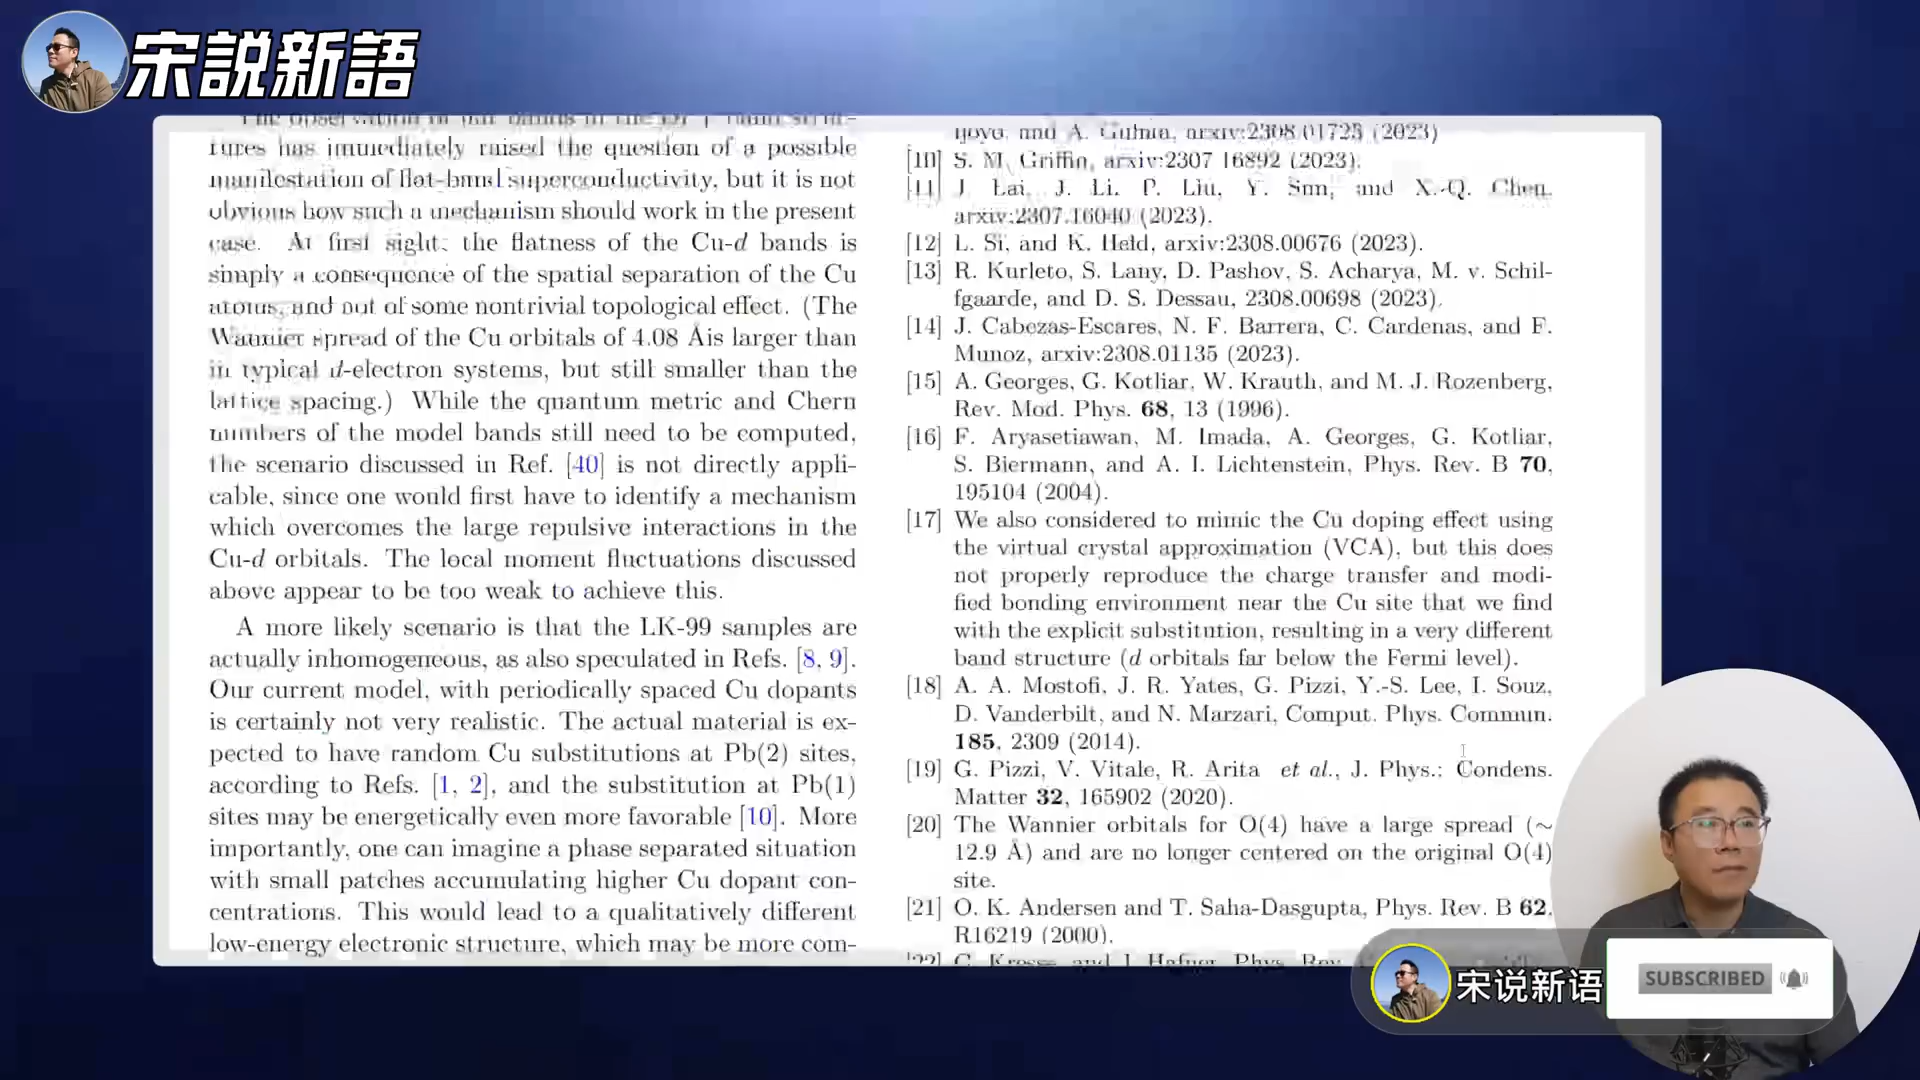 宋説新語
The observation of flat bands in the
tures has immediately raised the question of a possible
manifestation of flat-band superconductivity, but it is not
obvious how such a mechanism should work in the present
case. At first sight, the flatness of the Cu-d bands is
simply a consequence of the spatial separation of the Cu
atoms, and not of some nontrivial topological effect. (The
Wannier spread of the Cu orbitals of 4.08 Åis larger than
in typical d-electron systems, but still smaller than the
lattice spacing.) While the quantum metric and Chern
numbers of the model bands still need to be computed,
the scenario discussed in Ref. [40] is not directly appli-
cable, since one would first have to identify a mechanism
which overcomes the large repulsive interactions in the
Cu-d orbitals. The local moment fluctuations discussed
above appear to be too weak to achieve this.
A more likely scenario is that the LK-99 samples are
actually inhomogeneous, as also speculated in Refs. [8, 9].
Our current model, with periodically spaced Cu dopants
is certainly not very realistic. The actual material is ex-
pected to have random Cu substitutions at Pb(2) sites,
according to Refs. [1, 2], and the substitution at Pb(1)
sites may be energetically even more favorable [10]. More
importantly, one can imagine a phase separated situation
with small patches accumulating higher Cu dopant con-
centrations. This would lead to a qualitatively different
low-energy electronic structure, which may be more com-
and A. arxiv:2308.01723 (2023)
[10] S. M. Griffin, arxiv:2307.16892 (2023).
[11] J. Lai, J. Li, P. Liu, Y. Sun, and X.-Q. Chen,
arxiv:2307.16040 (2023).
[12] L. Si, and K. Held, arxiv:2308.00676 (2023).
[13] R. Kurleto, S. Lany, D. Pashov, S. Acharya, M. v. Schil-
fgaarde, and D. S. Dessau, 2308.00698 (2023).
[14] J. Cabezas-Escares, N. F. Barrera, C. Cardenas, and F.
Munoz, arxiv:2308.01135 (2023).
[15] A. Georges, G. Kotliar, W. Krauth, and M. J. Rozenberg,
Rev. Mod. Phys. 68, 13 (1996).
[16] F. Aryasetiawan, M. Imada, A. Georges, G. Kotliar,
S. Biermann, and A. I. Lichtenstein, Phys. Rev. B 70,
195104 (2004).
[17] We also considered to mimic the Cu doping effect using
the virtual crystal approximation (VCA), but this does
not properly reproduce the charge transfer and modi-
fied bonding environment near the Cu site that we find
with the explicit substitution, resulting in a very different
band structure (d orbitals far below the Fermi level).
[18] A. A. Mostofi, J. R. Yates, G. Pizzi, Y.-S. Lee, I. Souz,
D. Vanderbilt, and N. Marzari, Comput. Phys. Commun.
185, 2309 (2014).
[19] G. Pizzi, V. Vitale, R. Arita et al., J. Phys.: Condens.
Matter 32, 165902 (2020).
[20] The Wannier orbitals for O(4) have a large spread (∼
12.9 Å) and are no longer centered on the original O(4)
site.
[21] O. K. Andersen and T. Saha-Dasgupta, Phys. Rev. B 62,
R16219 (2000).
[22] G. Kresse and J. Hafner, Phys. Rev.
宋说新语
SUBSCRIBED